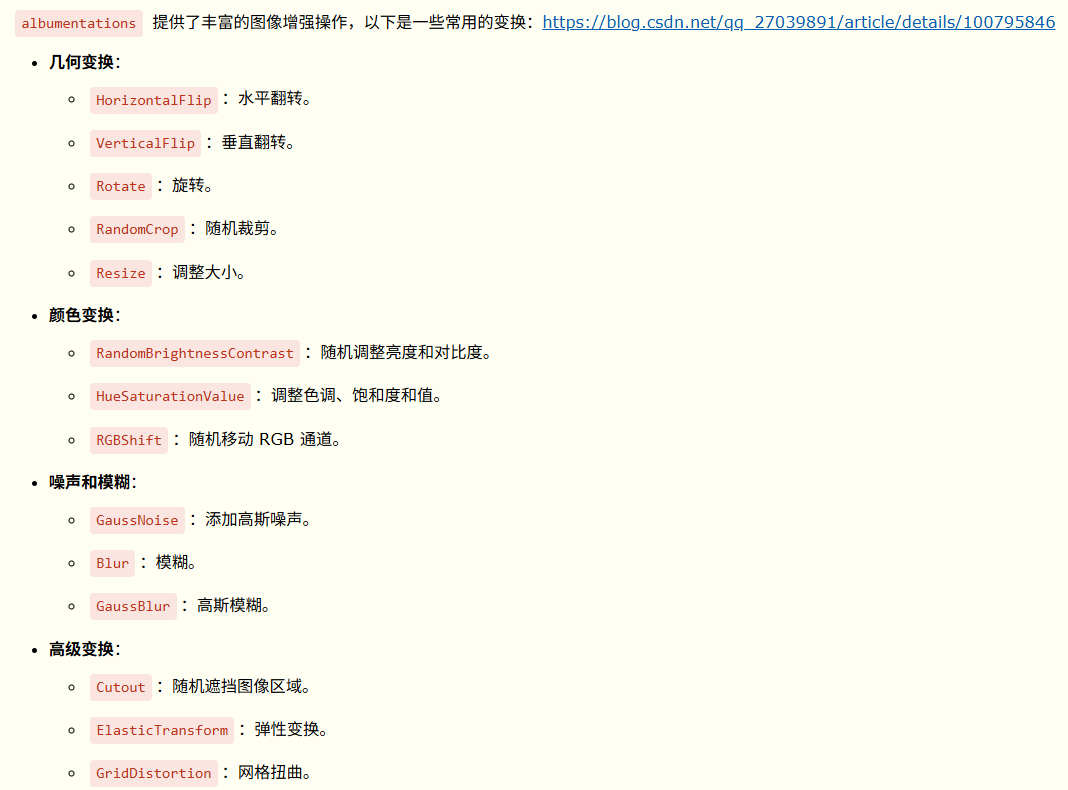 albumentations 提供了丰富的图像增强操作，以下是一些常用的变换：https://blog.csdn.net/qq_27039891/article/details/100795846
几何变换：
HorizontalFlip ：水平翻转。
VerticalFlip ：垂直翻转。
Rotate ：旋转。
RandomCrop ：随机裁剪。
Resize ：调整大小。
颜色变换：
RandomBrightnessContrast ：随机调整亮度和对比度。
HueSaturationValue ：调整色调、饱和度和值。
RGBShift ：随机移动 RGB 通道。
噪声和模糊：
GaussNoise ：添加高斯噪声。
Blur ：模糊。
GaussBlur ：高斯模糊。
高级变换：
Cutout ：随机遮挡图像区域。
ElasticTransform ：弹性变换。
GridDistortion ：网格扭曲。